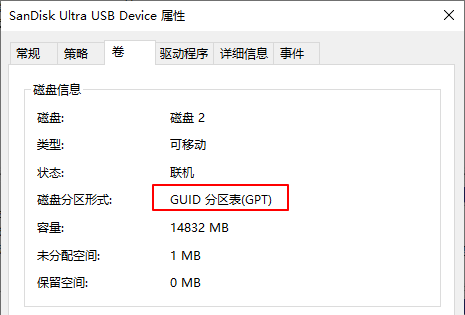 SanDisk Ultra USB Device 属性
常规 策略 卷 驱动程序 详细信息 事件
磁盘信息
磁盘: 磁盘 2
类型: 可移动
状态: 联机
磁盘分区形式: GUID 分区表(GPT)
容量: 14832 MB
未分配空间: 1 MB
保留空间: 0 MB